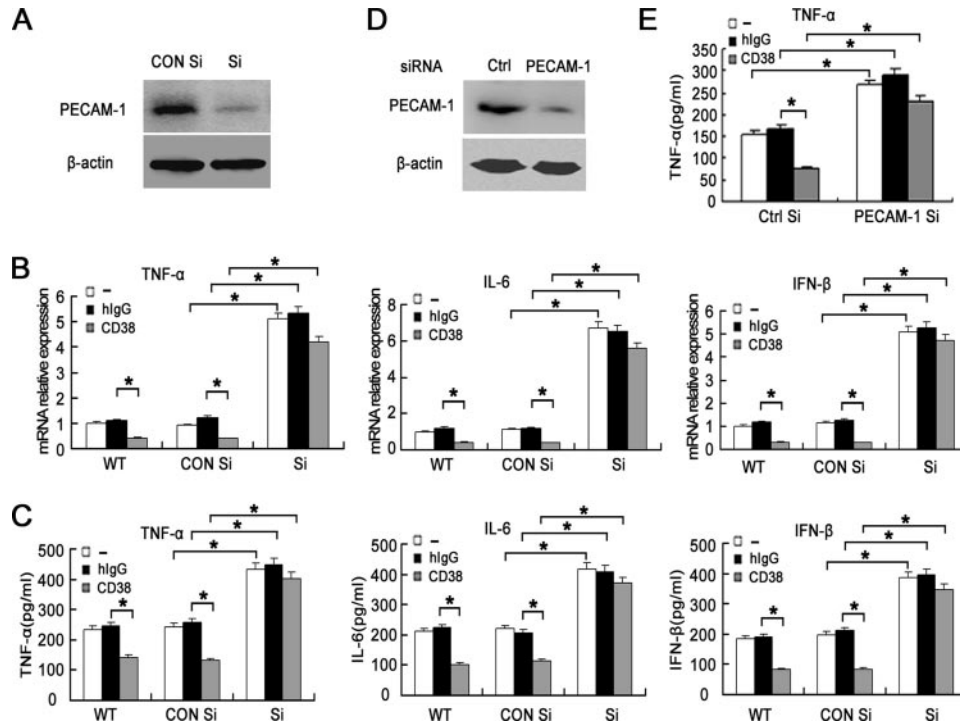 A
CON Si Si
PECAM-1
β-actin
D
siRNA Ctrl PECAM-1
PECAM-1
β-actin
E
TNF-α
–
hIgG
CD38
*
*
*
*
TNF-α(pg/ml)
350
300
250
200
150
100
50
0
Ctrl Si PECAM-1 Si
B
TNF-α
–
hIgG
CD38
*
*
*
*
*
mRNA relative expression
6
5
4
3
2
1
0
WT CON Si Si
IL-6
–
hIgG
CD38
*
*
*
*
*
mRNA relative expression
8
6
4
2
0
WT CON Si Si
IFN-β
–
hIgG
CD38
*
*
*
*
*
mRNA relative expression
6
5
4
3
2
1
0
WT CON Si Si
C
TNF-α
–
hIgG
CD38
*
*
*
*
*
TNF-α(pg/ml)
500
400
300
200
100
0
WT CON Si Si
IL-6
–
hIgG
CD38
*
*
*
*
*
IL-6(pg/ml)
500
400
300
200
100
0
WT CON Si Si
IFN-β
–
hIgG
CD38
*
*
*
*
*
IFN-β(pg/ml)
500
400
300
200
100
0
WT CON Si Si